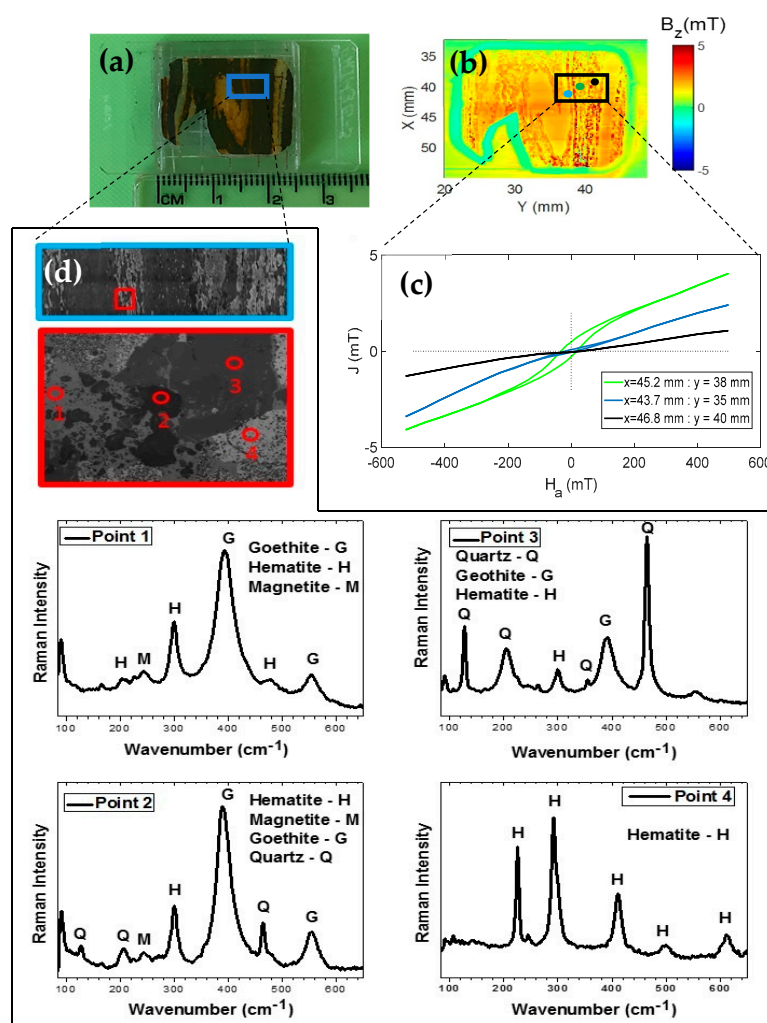 (a)
CM 1 2 3
(b)
B_z(mT)
5
0
-5
X (mm)
35
40
45
50
20 30 40
Y (mm)
(c)
J (mT)
5
0
-5
-600 -400 -200 0 200 400 600
H_a (mT)
x=45.2 mm : y = 38 mm
x=43.7 mm : y = 35 mm
x=46.8 mm : y = 40 mm
(d)
1
2
3
4
Point 1
Goethite - G
Hematite - H
Magnetite - M
G
H
H
M
H
G
Raman Intensity
100 200 300 400 500 600
Wavenumber (cm⁻¹)
Point 3
Quartz - Q
Geothite - G
Hematite - H
Q
Q
Q
H
Q
G
Raman Intensity
100 200 300 400 500 600
Wavenumber (cm⁻¹)
Point 2
Hematite - H
Magnetite - M
Goethite - G
Quartz - Q
G
H
Q
Q
M
Q
G
Raman Intensity
100 200 300 400 500 600
Wavenumber (cm⁻¹)
Point 4
Hematite - H
H
H
H
H
H
Raman Intensity
100 200 300 400 500 600
Wavenumber (cm⁻¹)